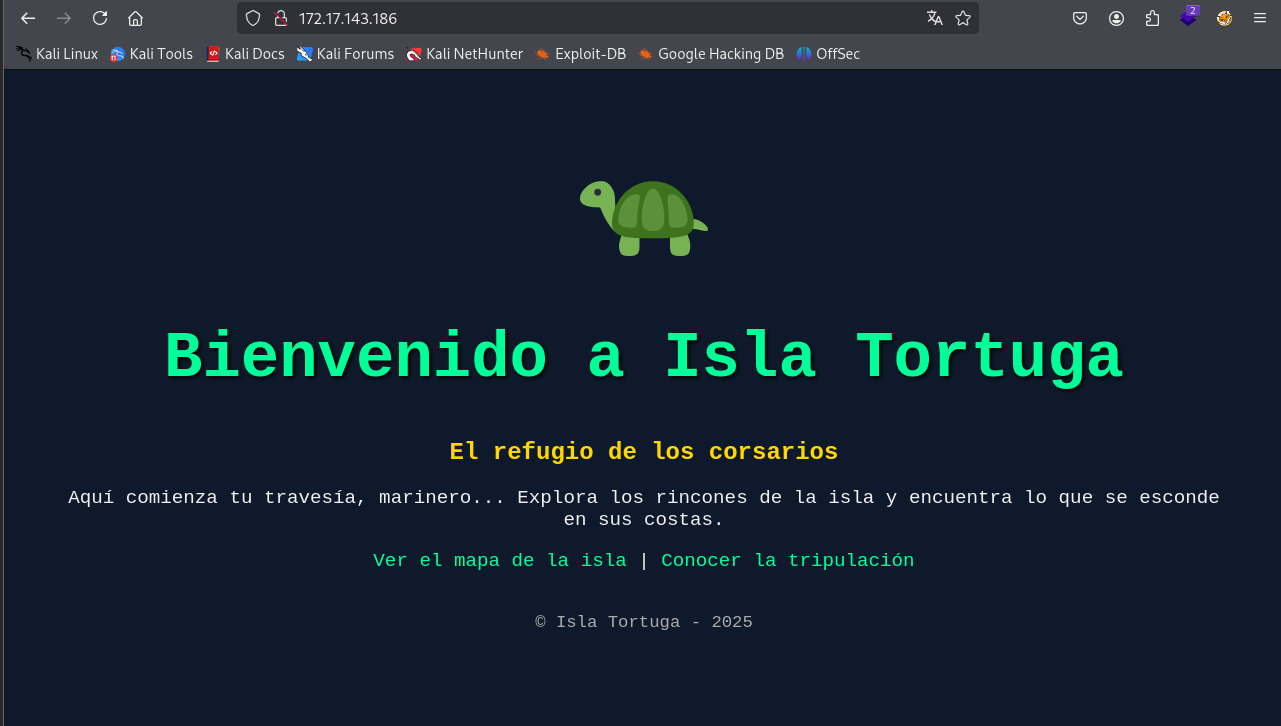 172.17.143.186
2
Kali Linux Kali Tools Kali Docs Kali Forums Kali NetHunter Exploit-DB Google Hacking DB OffSec
Bienvenido a Isla Tortuga
El refugio de los corsarios
Aquí comienza tu travesía, marinero... Explora los rincones de la isla y encuentra lo que se esconde
en sus costas.
Ver el mapa de la isla | Conocer la tripulación
© Isla Tortuga - 2025